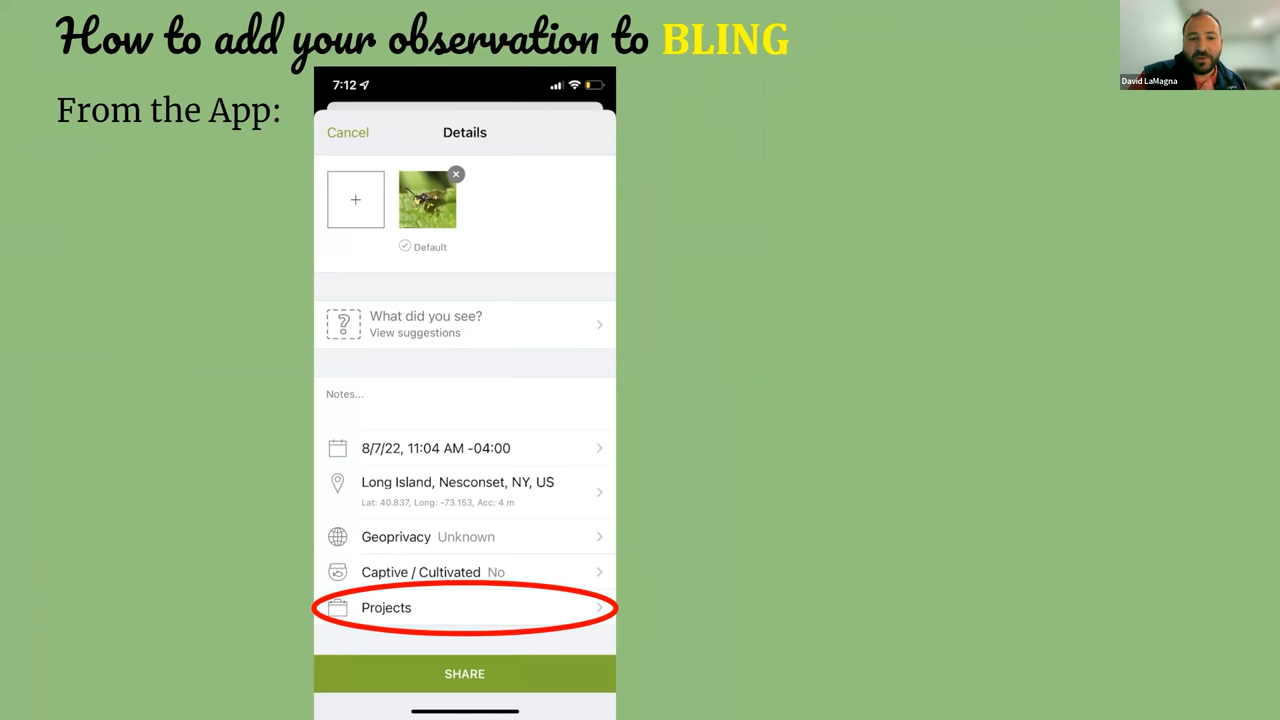 How to add your observation to BLING
David LaMagna
From the App:
7:12
Cancel
Details
Default
What did you see?
View suggestions
Notes...
8/7/22, 11:04 AM -04:00
Long Island, Nesconset, NY, US
Lat: 40.837, Long: -73.153, Acc: 4 m
Geoprivacy Unknown
Captive / Cultivated No
Projects
SHARE